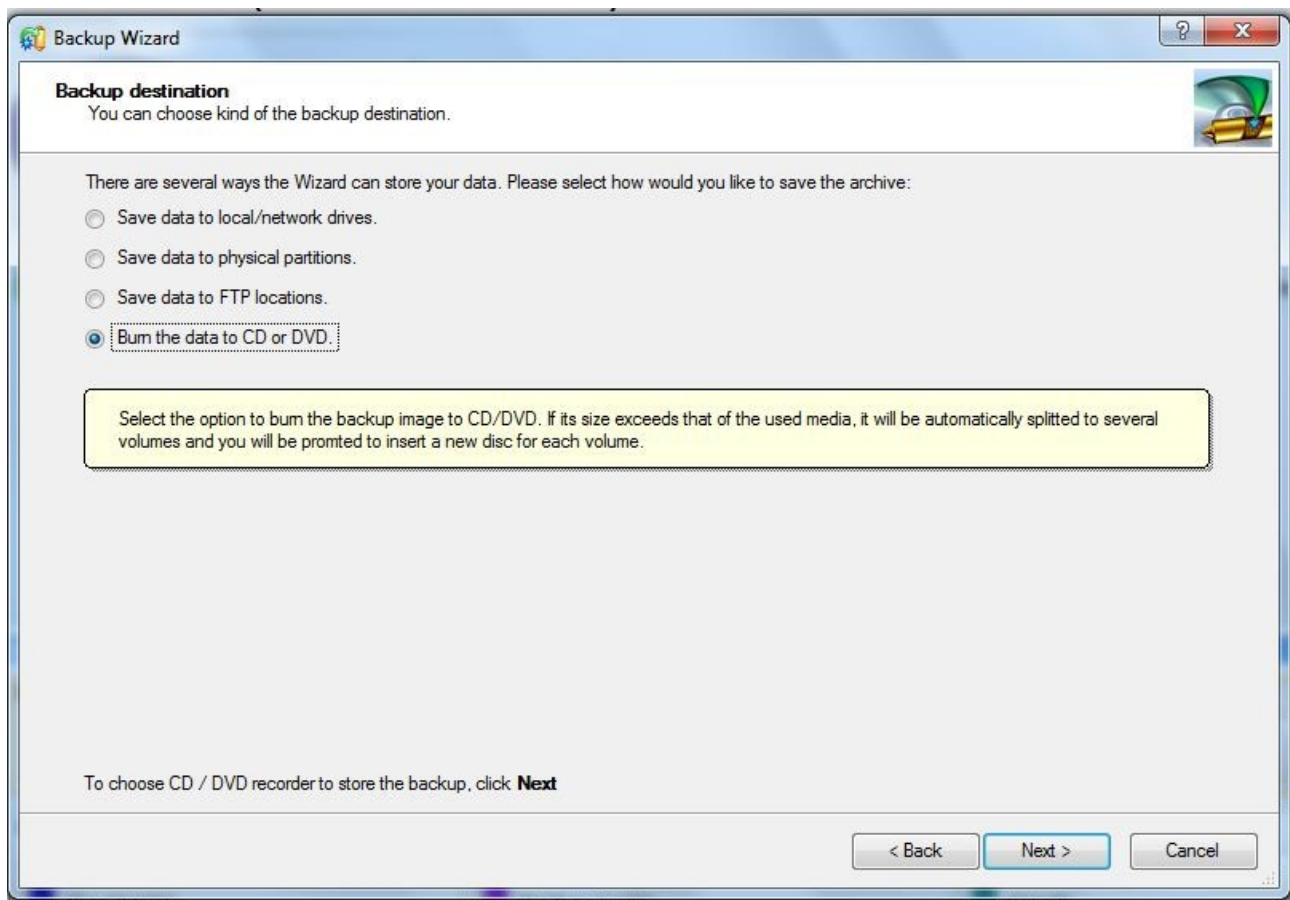 Backup Wizard
Backup destination
You can choose kind of the backup destination.
There are several ways the Wizard can store your data. Please select how would you like to save the archive:
Save data to local/network drives.
Save data to physical partitions.
Save data to FTP locations.
Burn the data to CD or DVD.
Select the option to burn the backup image to CD/DVD. If its size exceeds that of the used media, it will be automatically splitted to several
volumes and you will be promted to insert a new disc for each volume.
To choose CD / DVD recorder to store the backup, click Next
< Back Next > Cancel